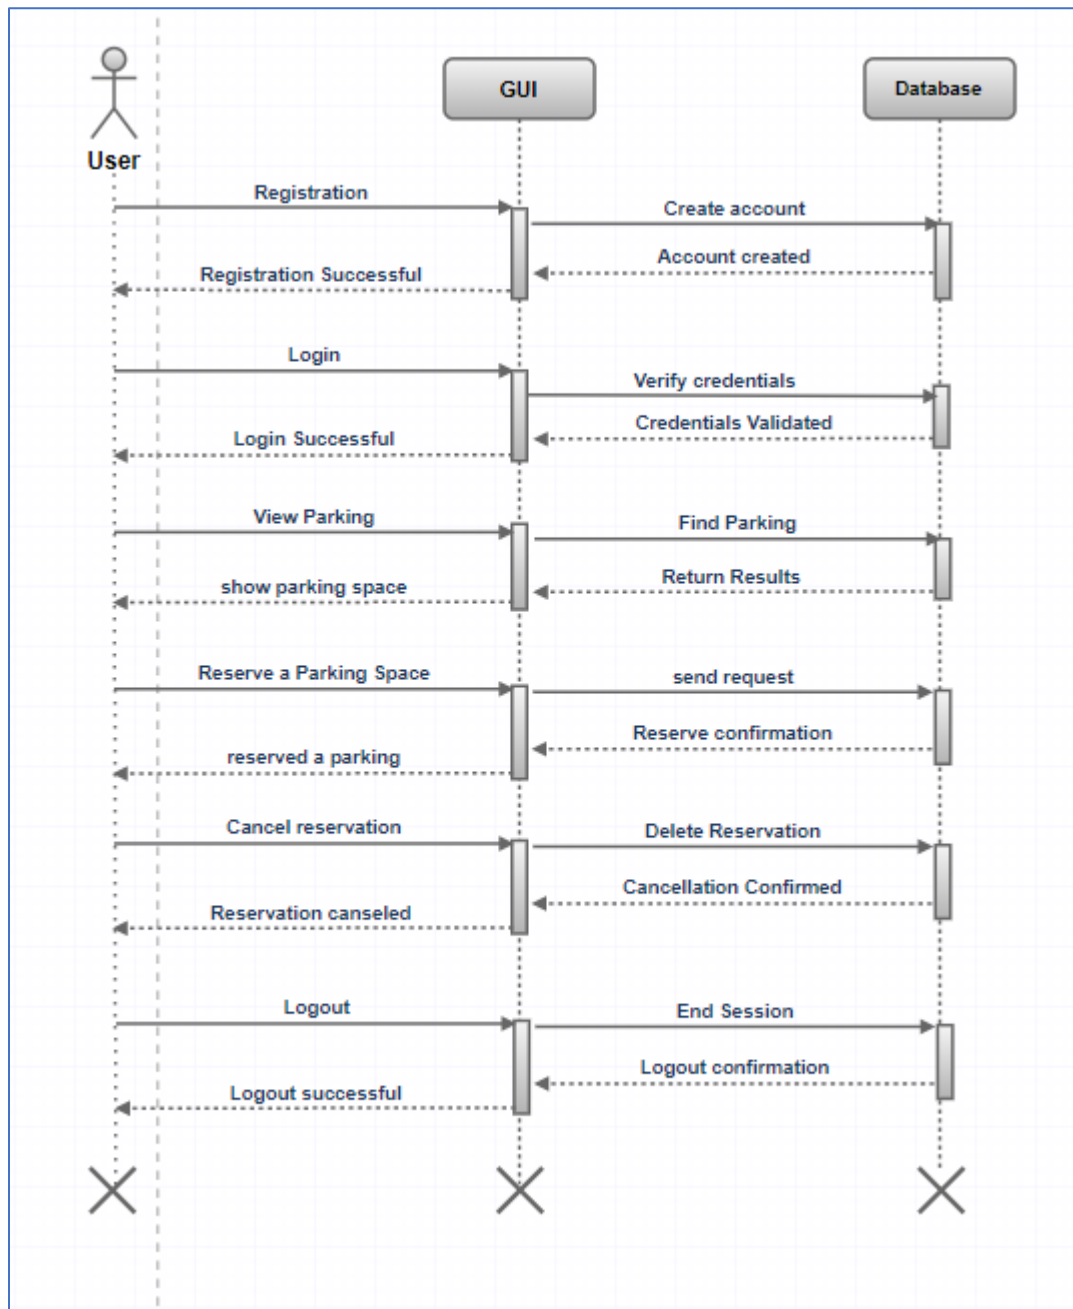 GUI
Database
User
Registration
Create account
Account created
Registration Successful
Login
Verify credentials
Credentials Validated
Login Successful
View Parking
Find Parking
Return Results
show parking space
Reserve a Parking Space
send request
Reserve confirmation
reserved a parking
Cancel reservation
Delete Reservation
Cancellation Confirmed
Reservation canseled
Logout
End Session
Logout confirmation
Logout successful